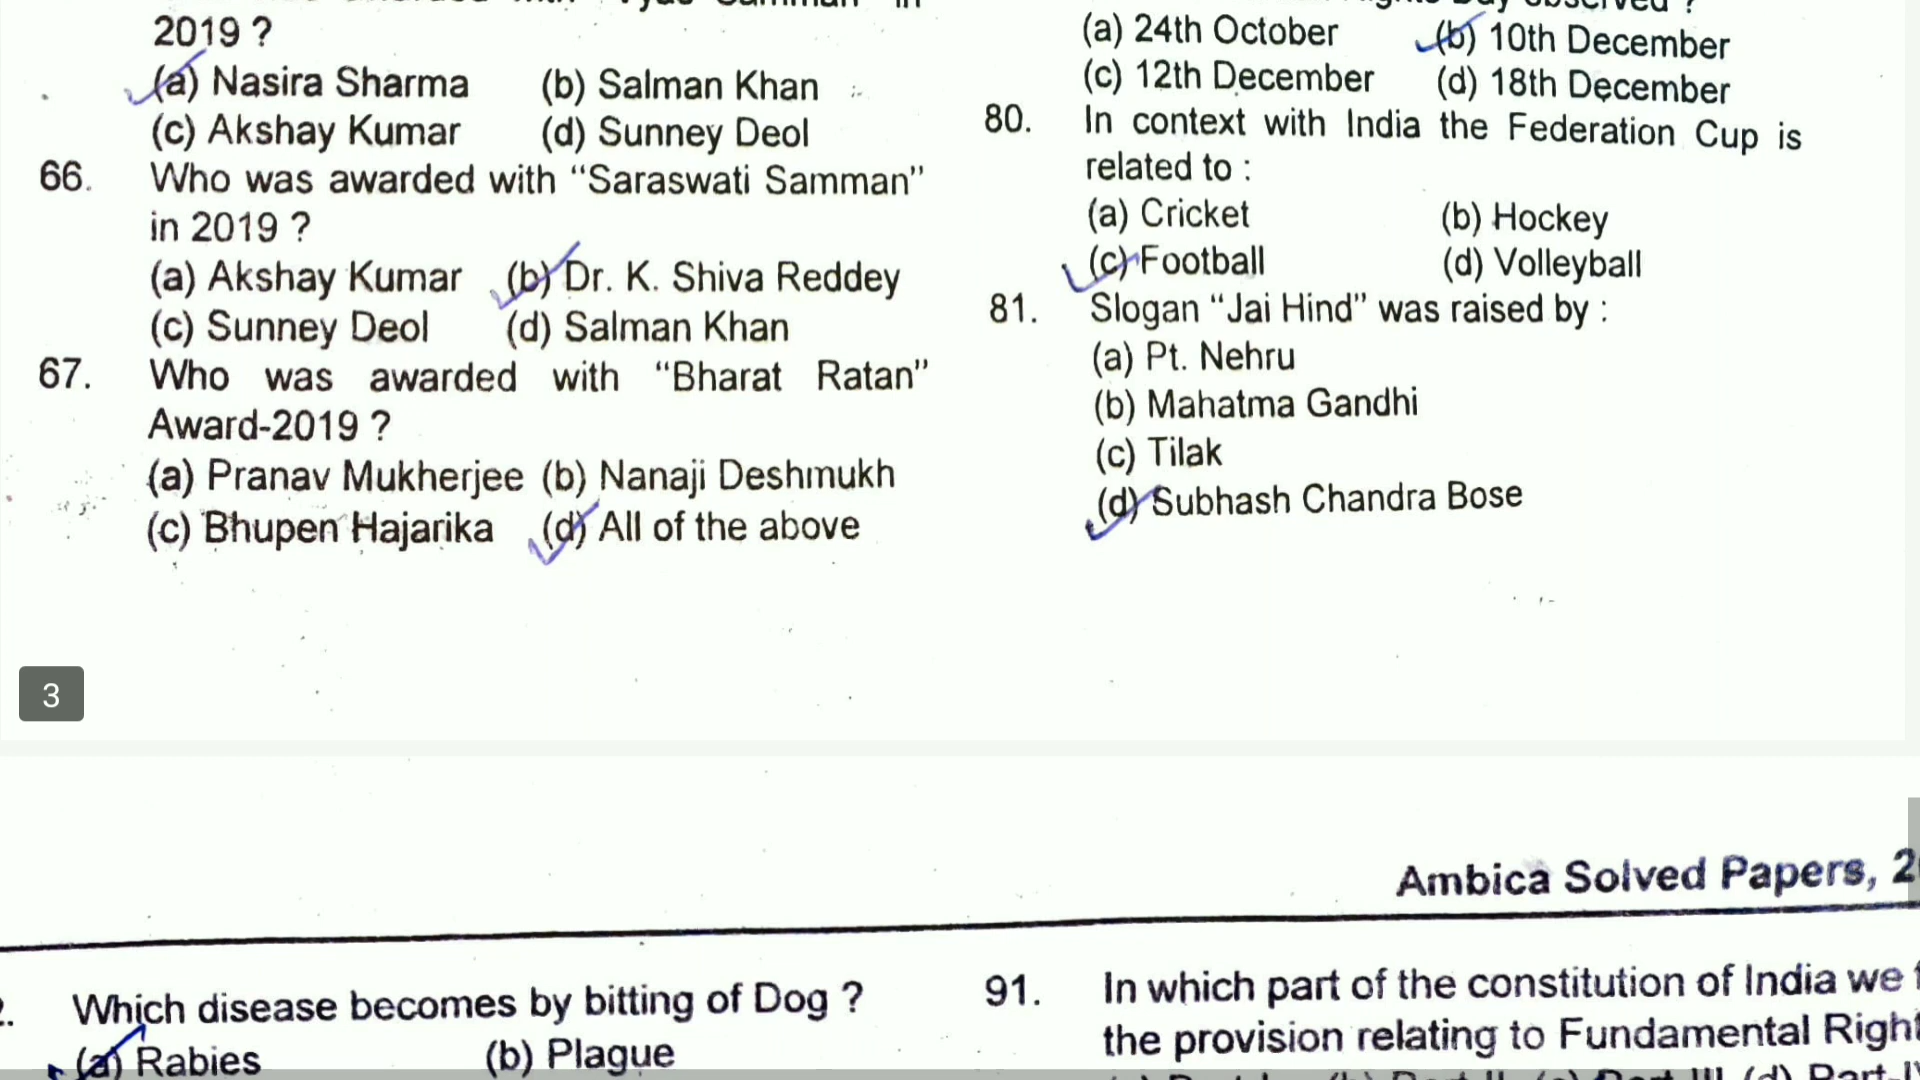 2019 ?
(a) Nasira Sharma (b) Salman Khan
(c) Akshay Kumar (d) Sunney Deol
66. Who was awarded with “Saraswati Samman”
in 2019 ?
(a) Akshay Kumar (b) Dr. K. Shiva Reddey
(c) Sunney Deol (d) Salman Khan
67. Who was awarded with “Bharat Ratan”
Award-2019 ?
(a) Pranav Mukherjee (b) Nanaji Deshmukh
(c) Bhupen Hajarika (d) All of the above
(a) 24th October (b) 10th December
(c) 12th December (d) 18th December
80. In context with India the Federation Cup is
related to :
(a) Cricket (b) Hockey
(c) Football (d) Volleyball
81. Slogan “Jai Hind” was raised by :
(a) Pt. Nehru
(b) Mahatma Gandhi
(c) Tilak
(d) Subhash Chandra Bose
3
Ambica Solved Papers,
Which disease becomes by bitting of Dog ?
(a) Rabies (b) Plague
91. In which part of the constitution of India we
the provision relating to Fundamental